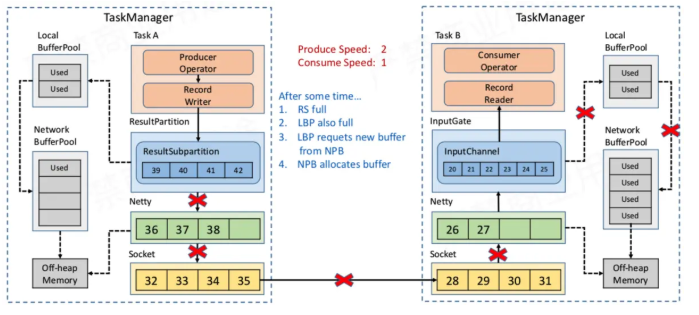 TaskManager
Local
BufferPool
Used
Used
Network
BufferPool
Used
Off-heap
Memory
Task A
Producer
Operator
Record
Writer
ResultPartition
ResultSubpartition
39 40 41 42
Netty
36 37 38
Socket
32 33 34 35
Produce Speed: 2
Consume Speed: 1
After some time...
1. RS full
2. LBP also full
3. LBP requets new buffer
from NPB
4. NPB allocates buffer
TaskManager
Task B
Consumer
Operator
Record
Reader
InputGate
InputChannel
20 21 22 23 24 25
Netty
26 27
Socket
28 29 30 31
Local
BufferPool
Used
Used
Network
BufferPool
Used
Used
Used
Used
Off-heap
Memory